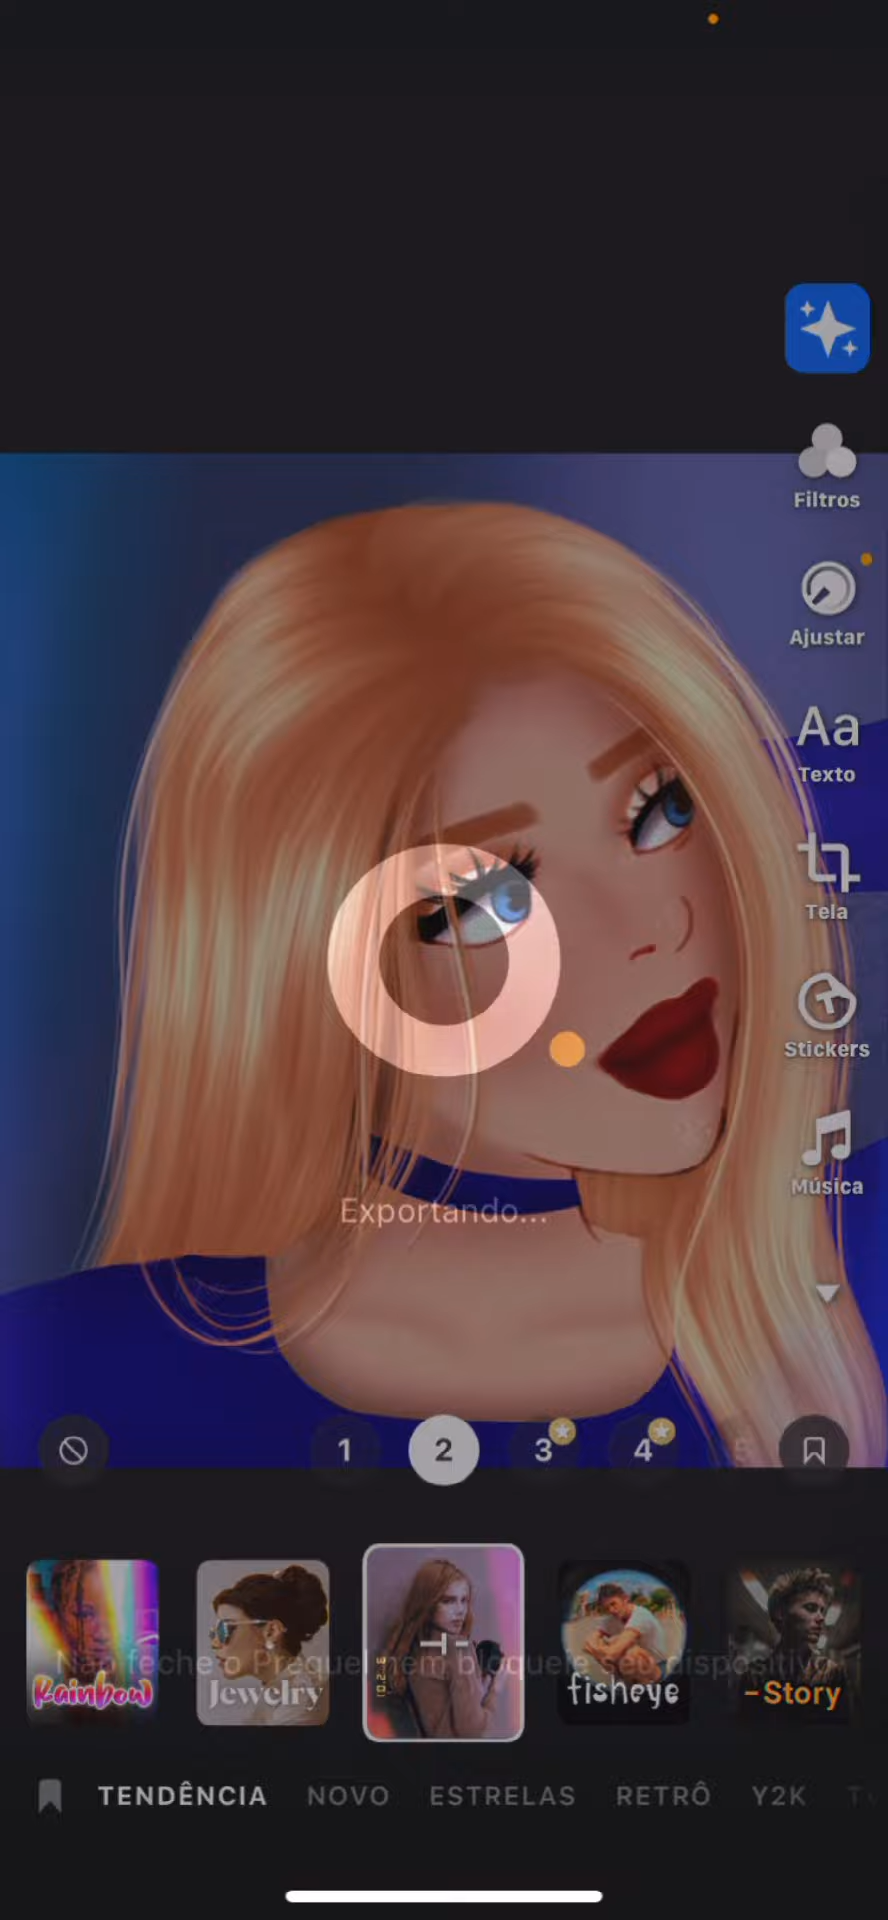 Filtros
Ajustar
Aa
Texto
Tela
Stickers
Música
Exportando...
1
2
3
4
5
Não feche o Prequel nem bloqueie seu dispositivo
Rainbow
Jewelry
fisheye
-Story
TENDÊNCIA NOVO ESTRELAS RETRÔ Y2K